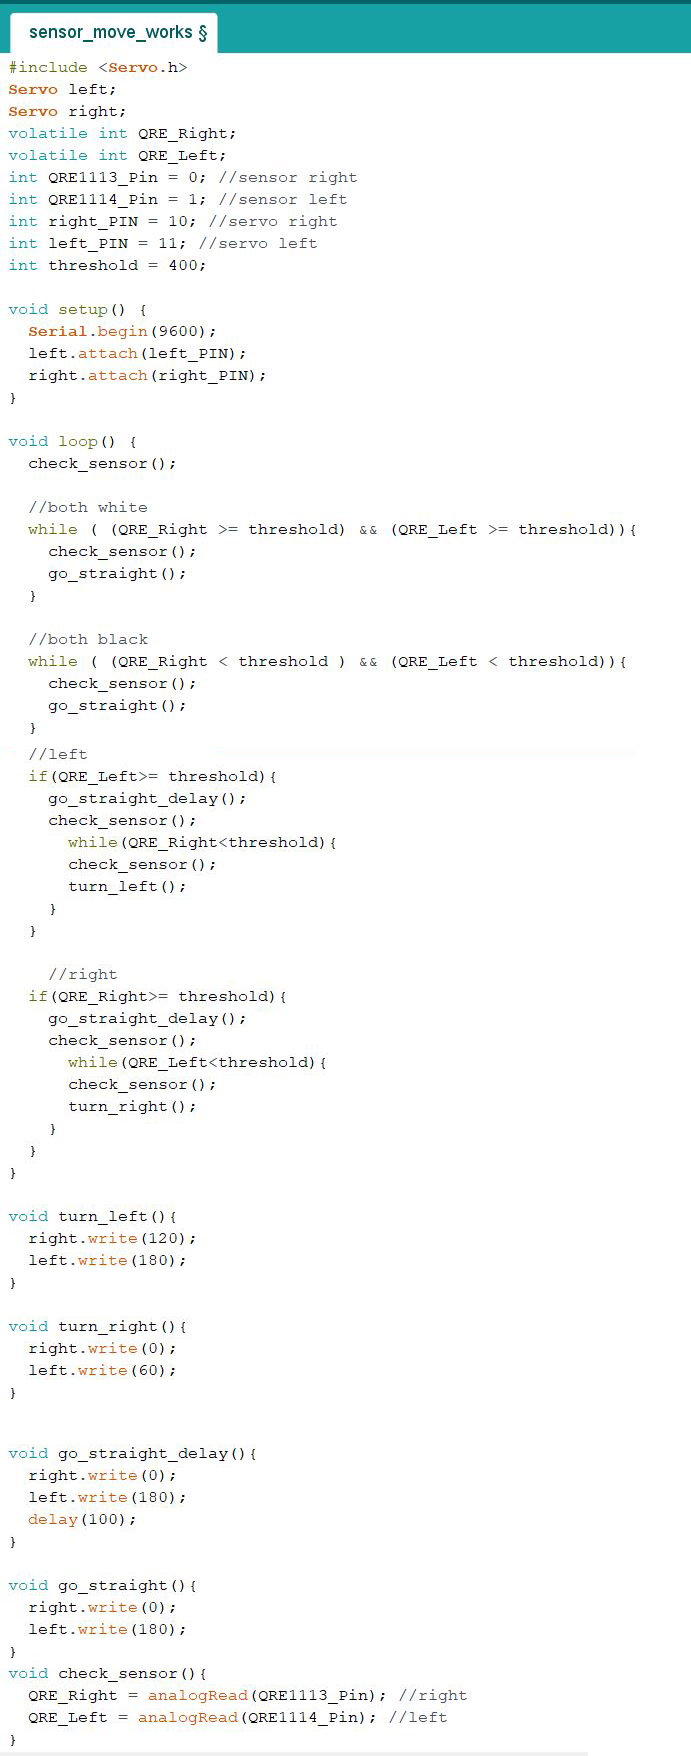 sensor_move_works §
#include <Servo.h>
Servo left;
Servo right;
volatile int QRE_Right;
volatile int QRE_Left;
int QRE1113_Pin = 0; //sensor right
int QRE1114_Pin = 1; //sensor left
int right_PIN = 10; //servo right
int left_PIN = 11; //servo left
int threshold = 400;
void setup() {
Serial.begin(9600);
left.attach(left_PIN);
right.attach(right_PIN);
}
void loop() {
check_sensor();
//both white
while ( (QRE_Right >= threshold) && (QRE_Left >= threshold)){
check_sensor();
go_straight();
}
//both black
while ( (QRE_Right < threshold ) && (QRE_Left < threshold)){
check_sensor();
go_straight();
}
//left
if(QRE_Left>= threshold){
go_straight_delay();
check_sensor();
while(QRE_Right<threshold){
check_sensor();
turn_left();
}
}
//right
if(QRE_Right>= threshold){
go_straight_delay();
check_sensor();
while(QRE_Left<threshold){
check_sensor();
turn_right();
}
}
}
void turn_left(){
right.write(120);
left.write(180);
}
void turn_right(){
right.write(0);
left.write(60);
}
void go_straight_delay(){
right.write(0);
left.write(180);
delay(100);
}
void go_straight(){
right.write(0);
left.write(180);
}
void check_sensor(){
QRE_Right = analogRead(QRE1113_Pin); //right
QRE_Left = analogRead(QRE1114_Pin); //left
}